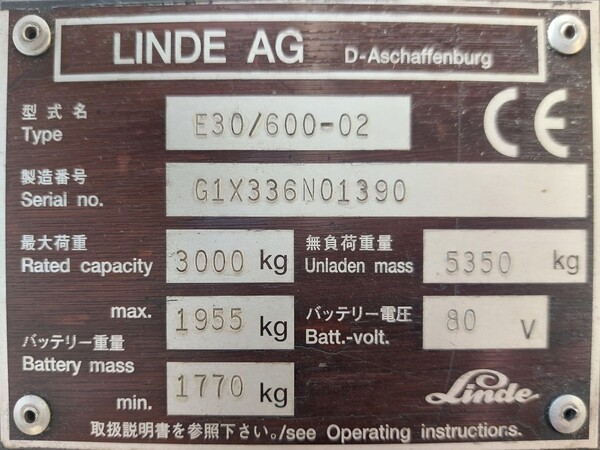 LINDE AG D-Aschaffenburg
型式名
Type E30/600-02
CE
製造番号
Serial no. G1X336N01390
最大荷重
Rated capacity 3000 kg
無負荷重量
Unladen mass 5350 kg
max. 1955 kg
バッテリー重量
Battery mass
min. 1770 kg
バッテリー電圧
Batt.-volt. 80 V
Linde
取扱説明書を参照下さい。/see Operating instructions.